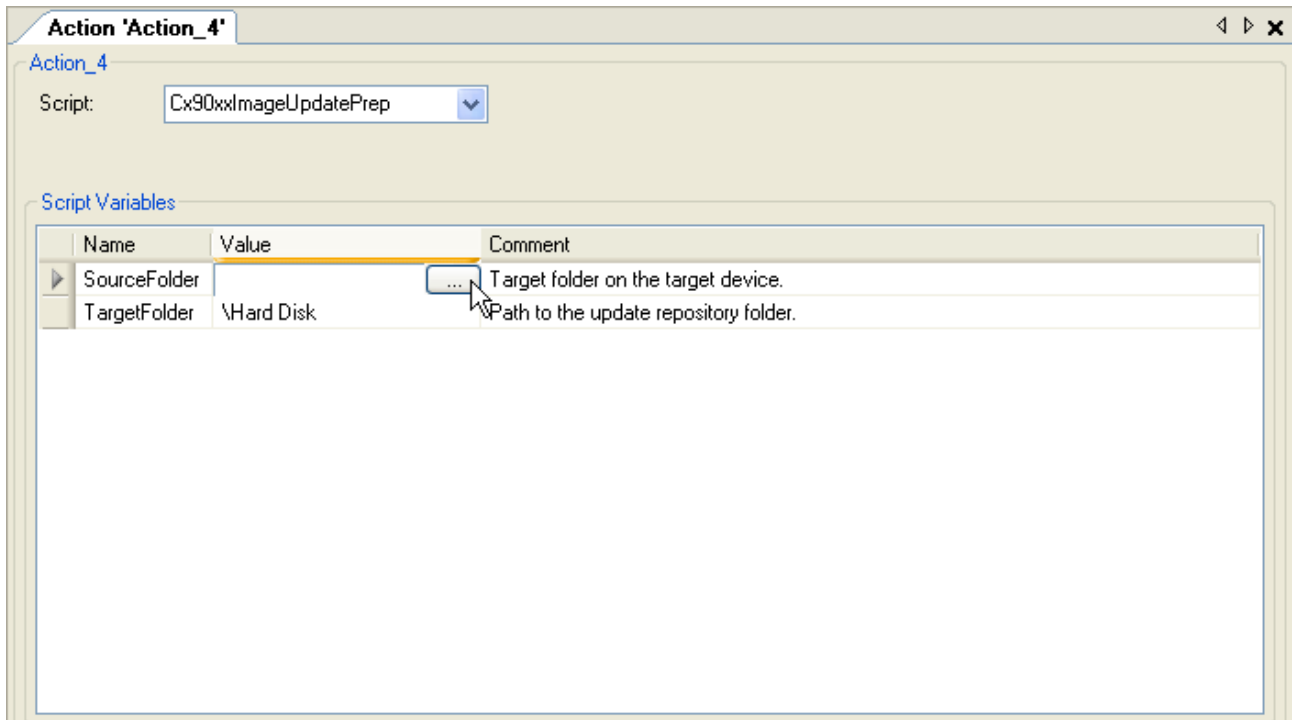 Action 'Action_4'
Action_4
Script: Cx90xxImageUpdatePrep
Script Variables
Name Value Comment
SourceFolder ... Target folder on the target device.
TargetFolder \Hard Disk Path to the update repository folder.